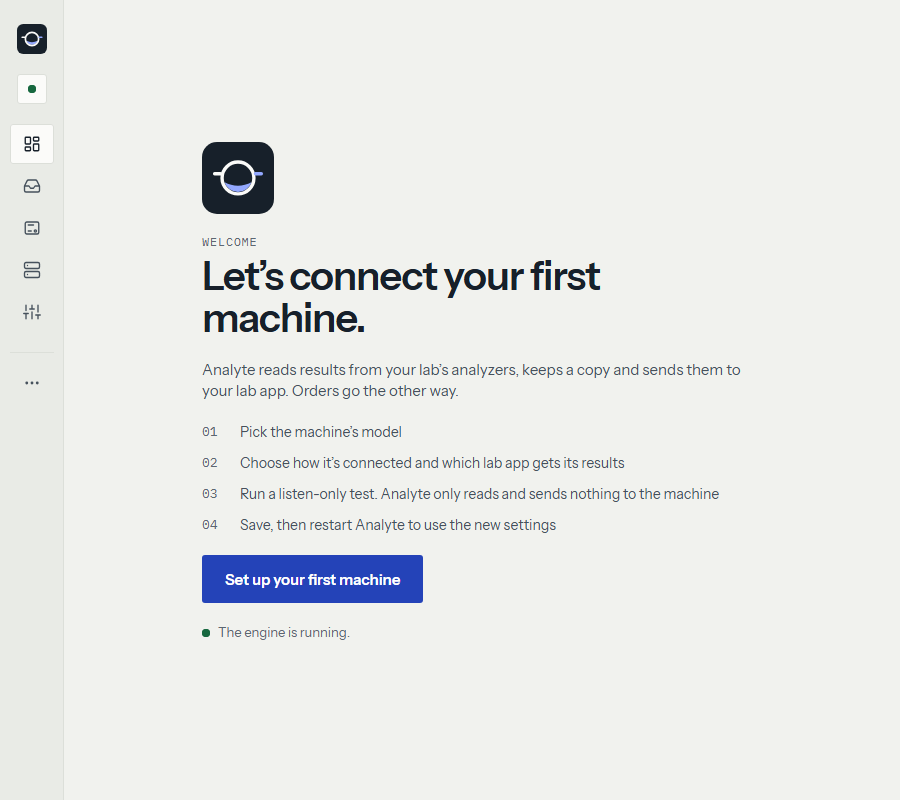 WELCOME
Let’s connect your first
machine.
Analyte reads results from your lab’s analyzers, keeps a copy and sends them to
your lab app. Orders go the other way.
01 Pick the machine’s model
02 Choose how it’s connected and which lab app gets its results
03 Run a listen-only test. Analyte only reads and sends nothing to the machine
04 Save, then restart Analyte to use the new settings
Set up your first machine
The engine is running.